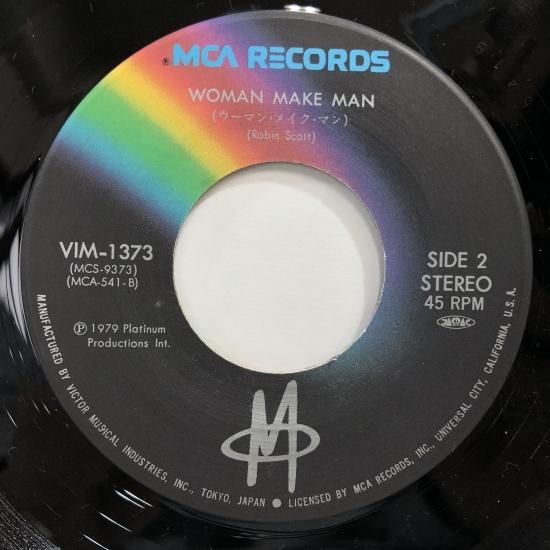 ® MCA RECORDS
WOMAN MAKE MAN
(ウーマン・メイク・マン)
(Robin Scott)
VIM-1373
(MCS-9373)
(MCA-541-B)
SIDE 2
STEREO
45 RPM
JASRAC
Ⓟ 1979 Platinum
Productions Int.
M
MANUFACTURED BY VICTOR MUSICAL INDUSTRIES, INC., TOKYO, JAPAN ● LICENSED BY MCA RECORDS, INC., UNIVERSAL CITY, CALIFORNIA, U.S.A.